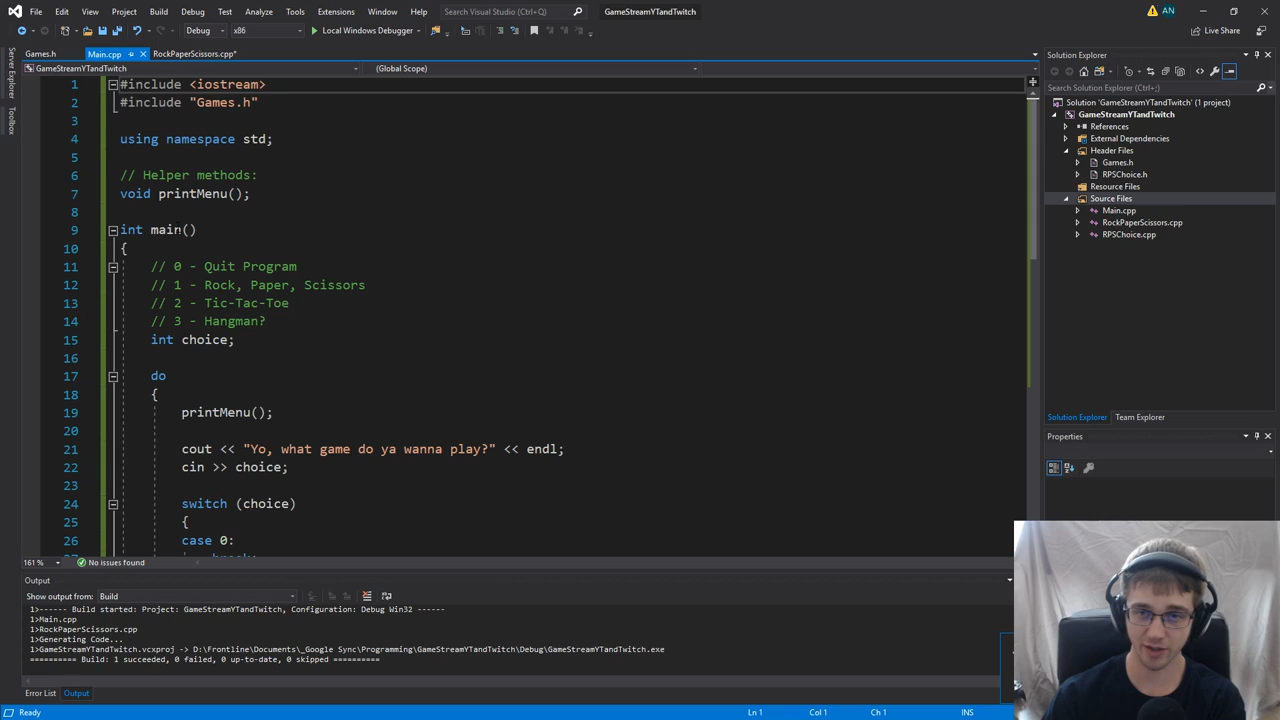 File Edit View Project Build Debug Test Analyze Tools Extensions Window Help Search Visual Studio (Ctrl+Q) GameStreamYTandTwitch AN
Debug x86 Local Windows Debugger Live Share
Server Explorer
Toolbox
Games.h Main.cpp RockPaperScissors.cpp*
GameStreamYTandTwitch (Global Scope)
1 #include <iostream>
2 #include "Games.h"
3
4 using namespace std;
5
6 // Helper methods:
7 void printMenu();
8
9 int main()
10 {
11 // 0 - Quit Program
12 // 1 - Rock, Paper, Scissors
13 // 2 - Tic-Tac-Toe
14 // 3 - Hangman?
15 int choice;
16
17 do
18 {
19 printMenu();
20
21 cout << "Yo, what game do ya wanna play?" << endl;
22 cin >> choice;
23
24 switch (choice)
25 {
26 case 0:
27 break;
161 % No issues found
Output
Show output from: Build
1>------ Build started: Project: GameStreamYTandTwitch, Configuration: Debug Win32 ------
1>Main.cpp
1>RockPaperScissors.cpp
1>Generating Code...
1>GameStreamYTandTwitch.vcxproj -> D:\Frontline\Documents\_Google Sync\Programming\GameStreamYTandTwitch\Debug\GameStreamYTandTwitch.exe
========== Build: 1 succeeded, 0 failed, 0 up-to-date, 0 skipped ==========
Error List Output
Ready Ln 1 Col 1 Ch 1 INS
Solution Explorer
Search Solution Explorer (Ctrl+;)
Solution 'GameStreamYTandTwitch' (1 project)
GameStreamYTandTwitch
References
External Dependencies
Header Files
Games.h
RPSChoice.h
Resource Files
Source Files
Main.cpp
RockPaperScissors.cpp
RPSChoice.cpp
Solution Explorer Team Explorer
Properties